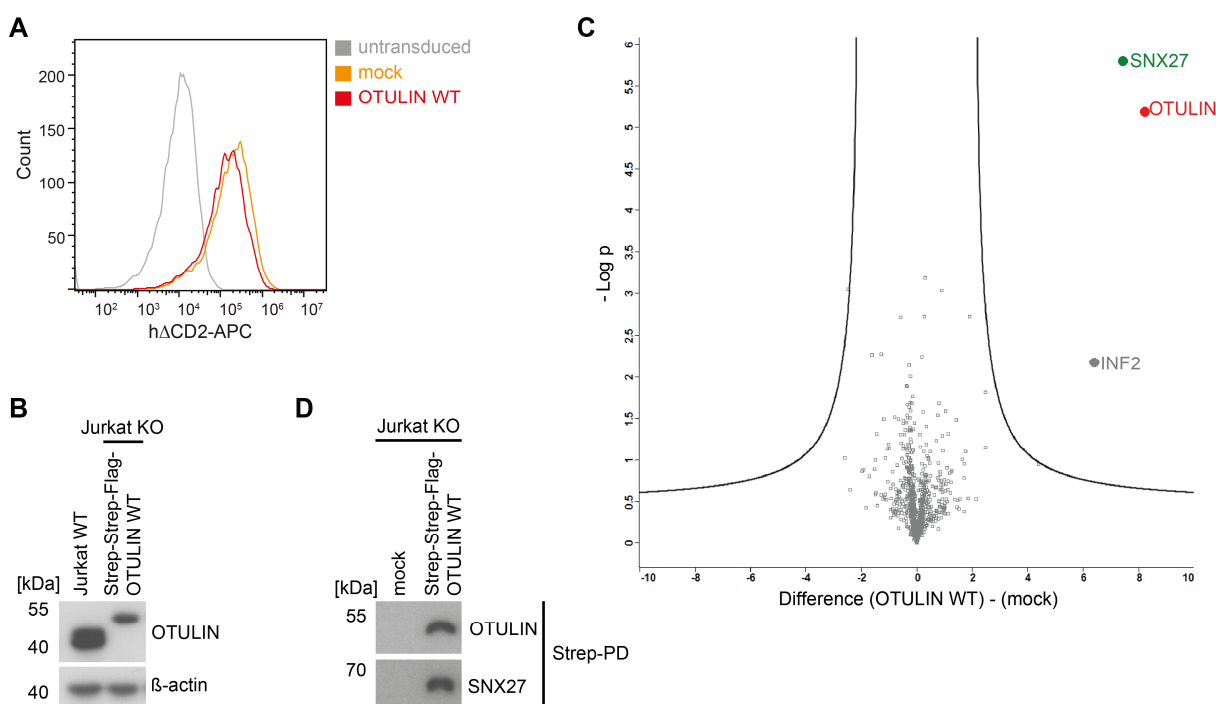 A
untransduced
mock
OTULIN WT
200
150
100
50
Count
10² 10³ 10⁴ 10⁵ 10⁶ 10⁷
h∆CD2-APC
B
Jurkat KO
[kDa]
Jurkat WT
Strep-Strep-Flag-
OTULIN WT
55
40
OTULIN
40
ß-actin
C
6
5.5
5
4.5
4
3.5
3
2.5
2
1.5
1
0.5
0
- Log p
SNX27
OTULIN
INF2
-10 -8 -6 -4 -2 0 2 4 6 8 10
Difference (OTULIN WT) - (mock)
D
Jurkat KO
[kDa]
mock
Strep-Strep-Flag-
OTULIN WT
55
OTULIN
70
SNX27
Strep-PD